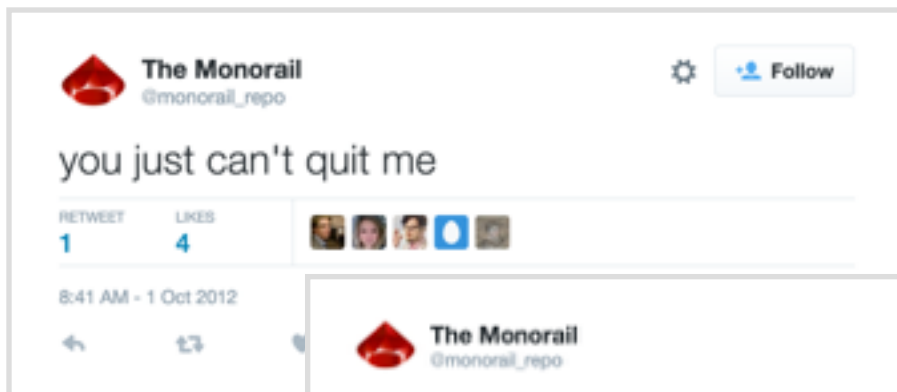 The Monorail
@monorail_repo
Follow
you just can't quit me
RETWEET LIKES
1 4
8:41 AM - 1 Oct 2012
The Monorail
@monorail_repo